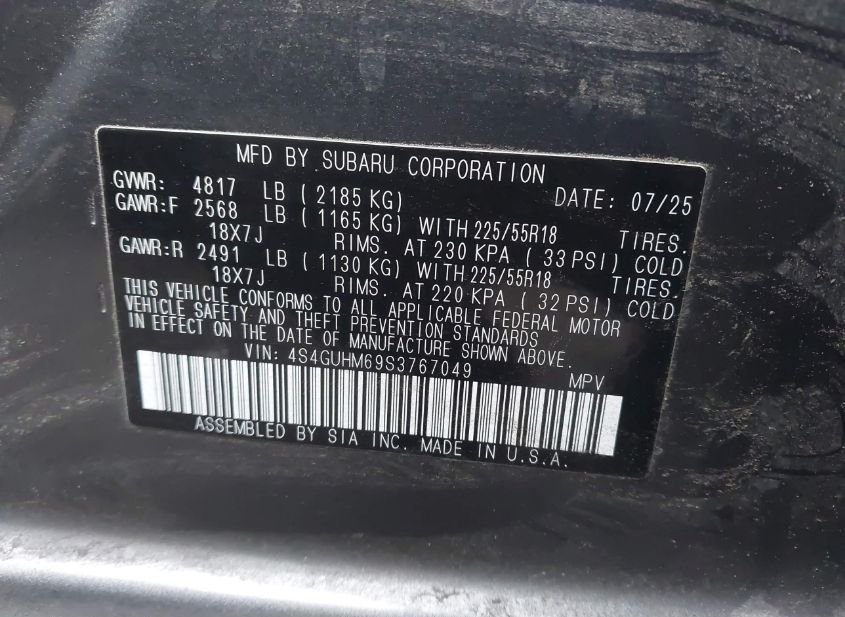 MFD BY SUBARU CORPORATION
GVWR: 4817 LB ( 2185 KG) DATE: 07/25
GAWR:F 2568 LB ( 1165 KG) WITH 225/55R18 TIRES.
18X7J RIMS. AT 230 KPA ( 33 PSI) COLD
GAWR:R 2491 LB ( 1130 KG) WITH 225/55R18 TIRES.
18X7J RIMS. AT 220 KPA ( 32 PSI) COLD
THIS VEHICLE CONFORMS TO ALL APPLICABLE FEDERAL MOTOR
VEHICLE SAFETY AND THEFT PREVENTION STANDARDS
IN EFFECT ON THE DATE OF MANUFACTURE SHOWN ABOVE.
VIN: 4S4GUHM69S3767049 MPV
ASSEMBLED BY SIA INC. MADE IN U.S.A.